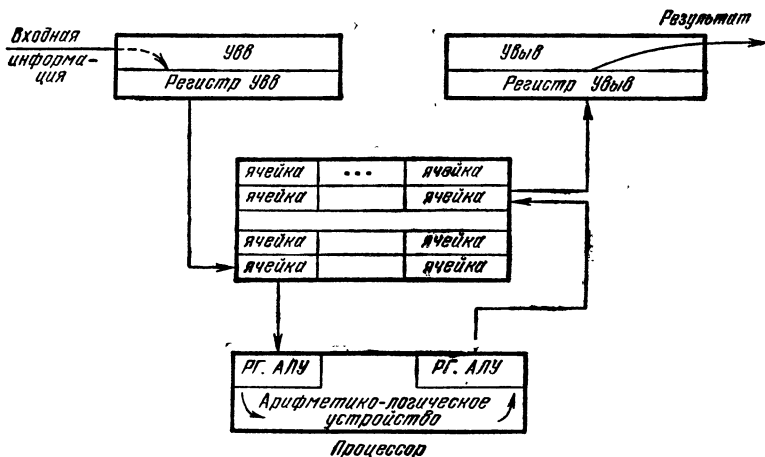 Входная
информа-
ция
УВВ
Регистр УВВ
Результат
УВыв
Регистр УВыв
ячейка ... ячейка
ячейка ячейка
ячейка ячейка
ячейка ячейка
РГ. АЛУ РГ. АЛУ
Арифметико-логическое
устройство
Процессор